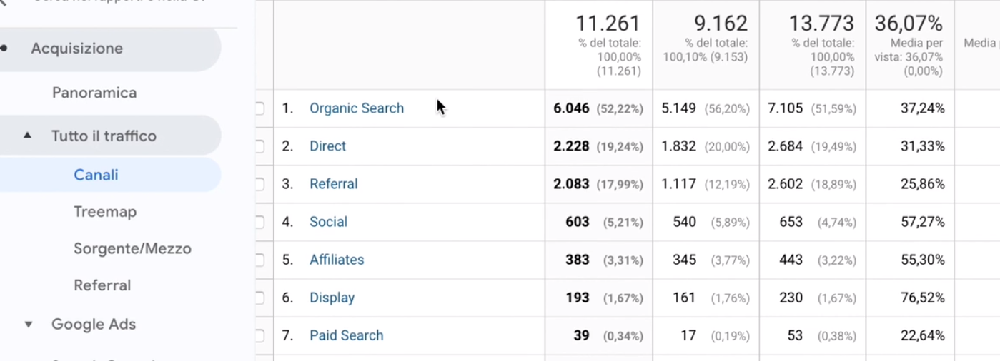 Acquisizione
Panoramica
Tutto il traffico
Canali
Treemap
Sorgente/Mezzo
Referral
Google Ads
11.261 9.162 13.773 36,07%
% del totale: % del totale: % del totale: Media per Media
100,00% 100,10% (9.153) 100,00% vista: 36,07%
(11.261) (13.773) (0,00%)
1. Organic Search 6.046 (52,22%) 5.149 (56,20%) 7.105 (51,59%) 37,24%
2. Direct 2.228 (19,24%) 1.832 (20,00%) 2.684 (19,49%) 31,33%
3. Referral 2.083 (17,99%) 1.117 (12,19%) 2.602 (18,89%) 25,86%
4. Social 603 (5,21%) 540 (5,89%) 653 (4,74%) 57,27%
5. Affiliates 383 (3,31%) 345 (3,77%) 443 (3,22%) 55,30%
6. Display 193 (1,67%) 161 (1,76%) 230 (1,67%) 76,52%
7. Paid Search 39 (0,34%) 17 (0,19%) 53 (0,38%) 22,64%